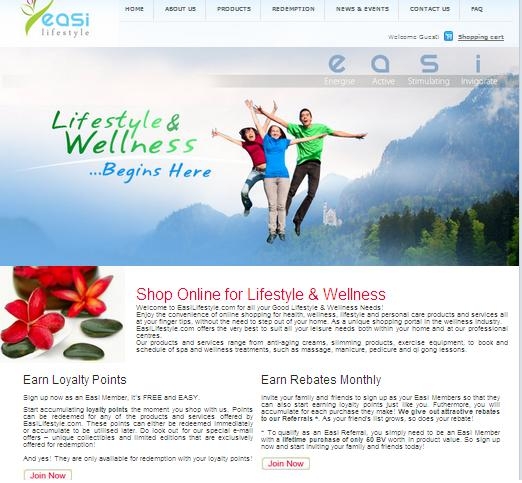 easi
lifestyle
HOME ABOUT US PRODUCTS REDEMPTION NEWS & EVENTS CONTACT US FAQ
Welcome Guest! Shopping cart
e a s i
Energise Active Stimulating Invigorate
Lifestyle &
Wellness
...Begins Here
Shop Online for Lifestyle & Wellness
Welcome to EasiLifestyle.com for all your Good Lifestyle & Wellness Needs!
Enjoy the convenience of online shopping for health, wellness, lifestyle and personal care products and services all
at your finger tips, without the need to step out of your home. As a unique shopping portal in the wellness industry,
EasiLifestyle.com offers the very best to suit all your leisure needs both within your home and at our professional
centres.
Our products and services range from anti-aging creams, slimming products, exercise equipment, to book and
schedule of spa and wellness treatments, such as massage, manicure, pedicure and qi gong lessons.
Earn Loyalty Points
Sign up now as an Easi Member, it's FREE and EASY.
Start accumulating loyalty points the moment you shop with us. Points
can be redeemed for any of the products and services offered by
EasiLifestyle.com. These points can either be redeemed immediately
or accumulate to be utilised later. Do look out for our special e-mail
offers – unique collectibles and limited editions that are exclusively
offered for redemption!
And yes! They are only available for redemption with your loyalty points!
Join Now
Earn Rebates Monthly
Invite your family and friends to sign up as your Easi Members so that they
can also start earning loyalty points just like you. Futhermore, you will
accumulate for each purchase they make! We give out attractive rebates
to our Referrals *. As your friends list grows, so does your rebate!
* To qualify as an Easi Referral, you simply need to be an Easi Member
with a lifetime purchase of only 60 BV worth in product value. So sign up
now and start inviting your family and friends today!
Join Now